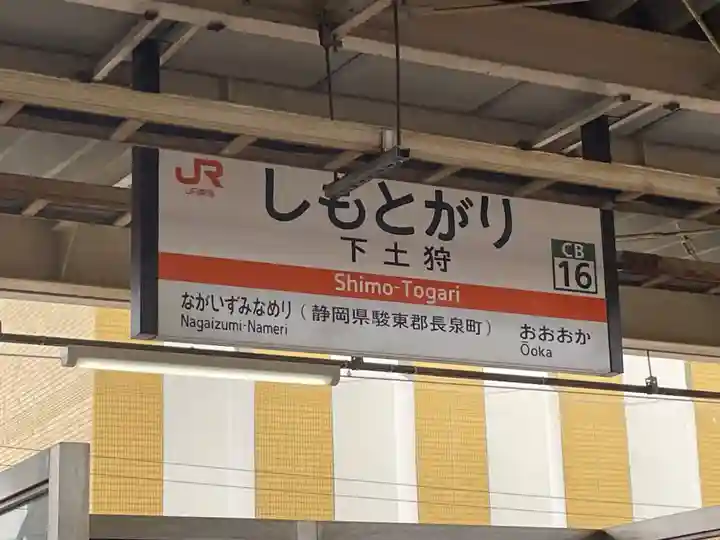 JR
JR東海
しもとがり
下土狩
CB
16
Shimo-Togari
ながいずみなめり
(静岡県駿東郡長泉町)
おおおか
Nagaizumi-Nameri
Ōoka